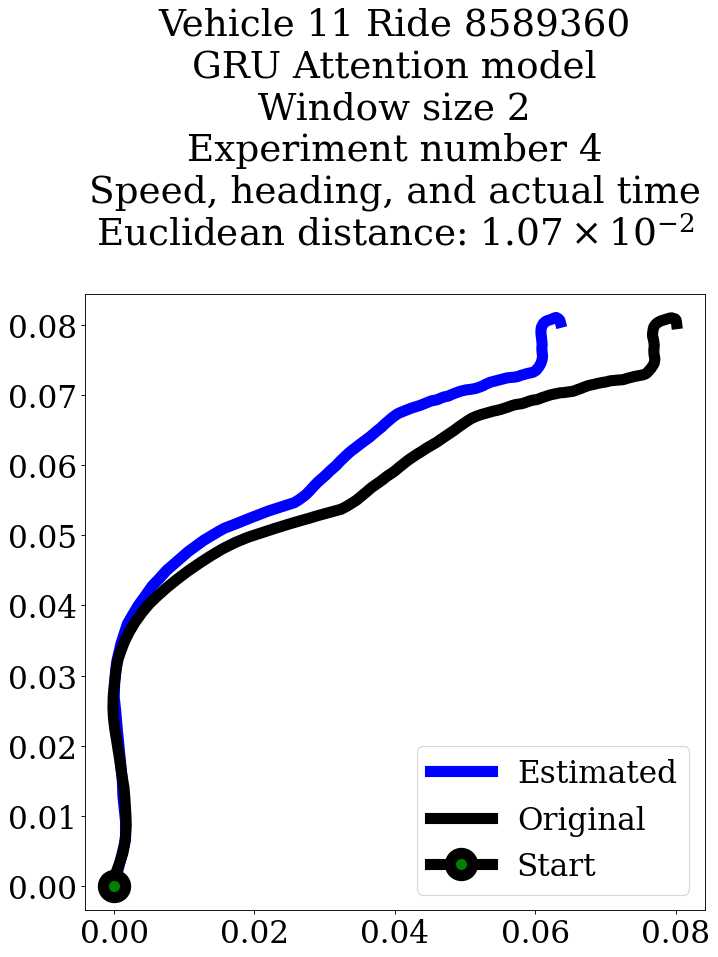 Vehicle 11 Ride 8589360
GRU Attention model
Window size 2
Experiment number 4
Speed, heading, and actual time
Euclidean distance: 1.07 × 10⁻²
0.08
0.07
0.06
0.05
0.04
0.03
0.02
0.01
0.00
Estimated
Original
Start
0.00 0.02 0.04 0.06 0.08